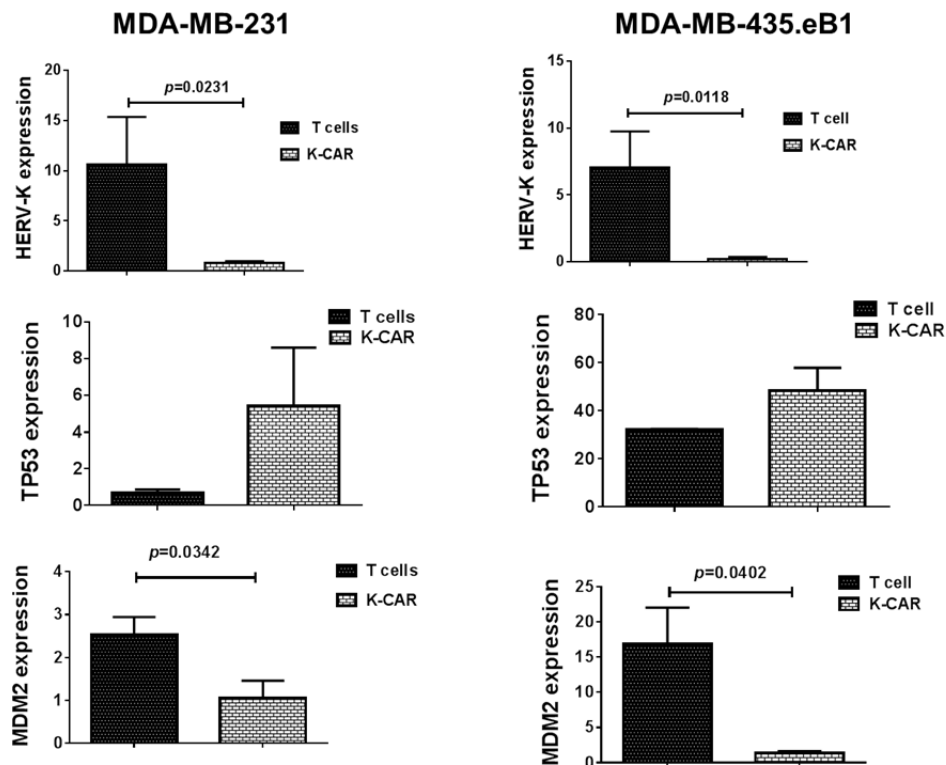 MDA-MB-231
HERV-K expression
20
15
10
5
0
p=0.0231
T cells
K-CAR
TP53 expression
10
8
6
4
2
0
T cells
K-CAR
MDM2 expression
4
3
2
1
0
p=0.0342
T cells
K-CAR
MDA-MB-435.eB1
HERV-K expression
15
10
5
0
p=0.0118
T cell
K-CAR
TP53 expression
80
60
40
20
0
T cell
K-CAR
MDM2 expression
25
20
15
10
5
0
p=0.0402
T cell
K-CAR